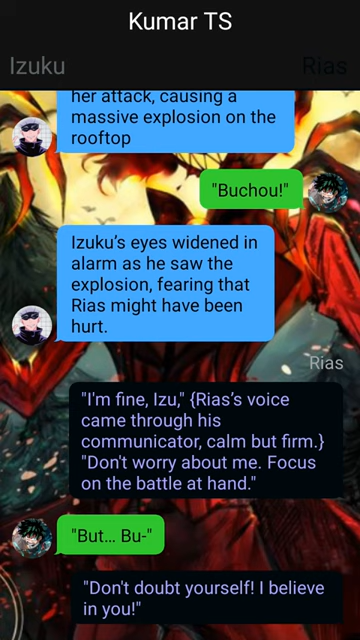 Kumar TS
Izuku
Rias
her attack, causing a
massive explosion on the
rooftop
"Buchou!"
Izuku's eyes widened in
alarm as he saw the
explosion, fearing that
Rias might have been
hurt.
Rias
"I'm fine, Izu," {Rias's voice
came through his
communicator, calm but firm.}
"Don't worry about me. Focus
on the battle at hand."
"But... Bu-"
"Don't doubt yourself! I believe
in you!"